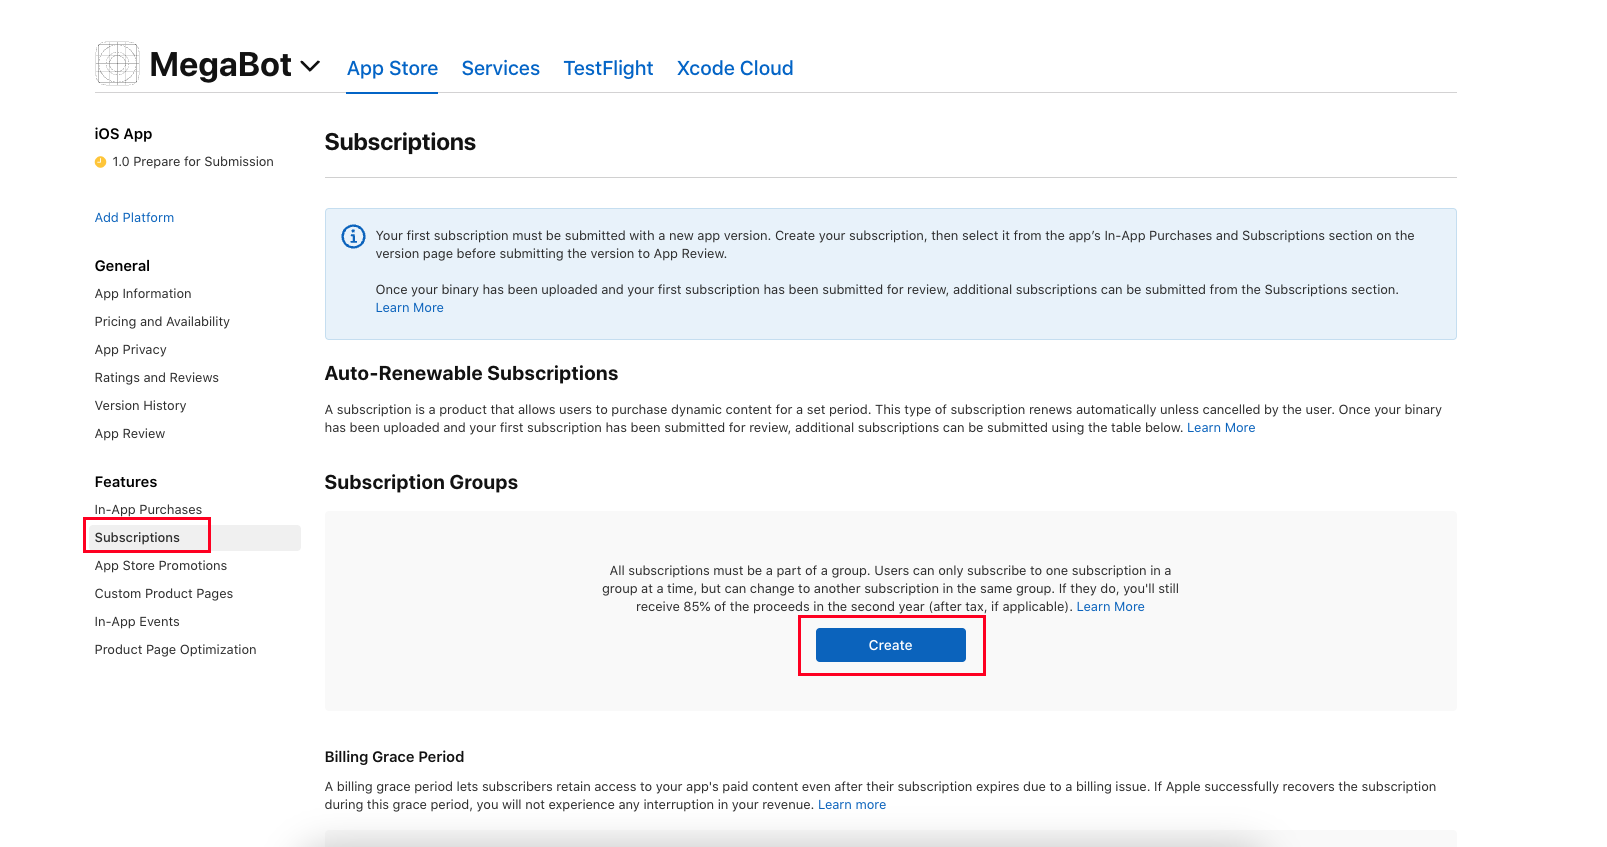 MegaBot
App Store
Services
TestFlight
Xcode Cloud
iOS App
1.0 Prepare for Submission
Add Platform
General
App Information
Pricing and Availability
App Privacy
Ratings and Reviews
Version History
App Review
Features
In-App Purchases
Subscriptions
App Store Promotions
Custom Product Pages
In-App Events
Product Page Optimization
Subscriptions
Your first subscription must be submitted with a new app version. Create your subscription, then select it from the app’s In-App Purchases and Subscriptions section on the
version page before submitting the version to App Review.
Once your binary has been uploaded and your first subscription has been submitted for review, additional subscriptions can be submitted from the Subscriptions section.
Learn More
Auto-Renewable Subscriptions
A subscription is a product that allows users to purchase dynamic content for a set period. This type of subscription renews automatically unless cancelled by the user. Once your binary
has been uploaded and your first subscription has been submitted for review, additional subscriptions can be submitted using the table below. Learn More
Subscription Groups
All subscriptions must be a part of a group. Users can only subscribe to one subscription in a
group at a time, but can change to another subscription in the same group. If they do, you'll still
receive 85% of the proceeds in the second year (after tax, if applicable). Learn More
Create
Billing Grace Period
A billing grace period lets subscribers retain access to your app's paid content even after their subscription expires due to a billing issue. If Apple successfully recovers the subscription
during this grace period, you will not experience any interruption in your revenue. Learn more